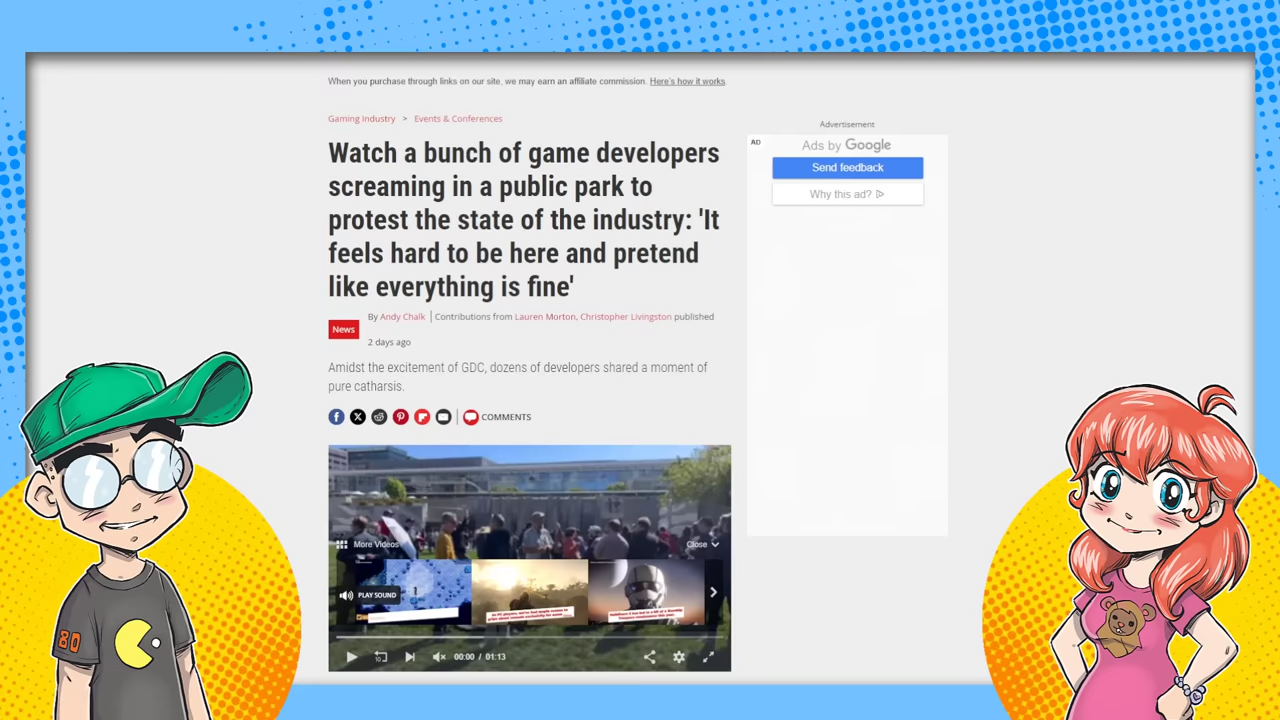 When you purchase through links on our site, we may earn an affiliate commission. Here's how it works.
Gaming Industry > Events & Conferences
Watch a bunch of game developers
screaming in a public park to
protest the state of the industry: 'It
feels hard to be here and pretend
like everything is fine'
News
By Andy Chalk | Contributions from Lauren Morton, Christopher Livingston published
2 days ago
Amidst the excitement of GDC, dozens of developers shared a moment of
pure catharsis.
COMMENTS
Advertisement
AD
Ads by Google
Send feedback
Why this ad?
More Videos
Close
PLAY SOUND
10
00:00 / 01:13
80